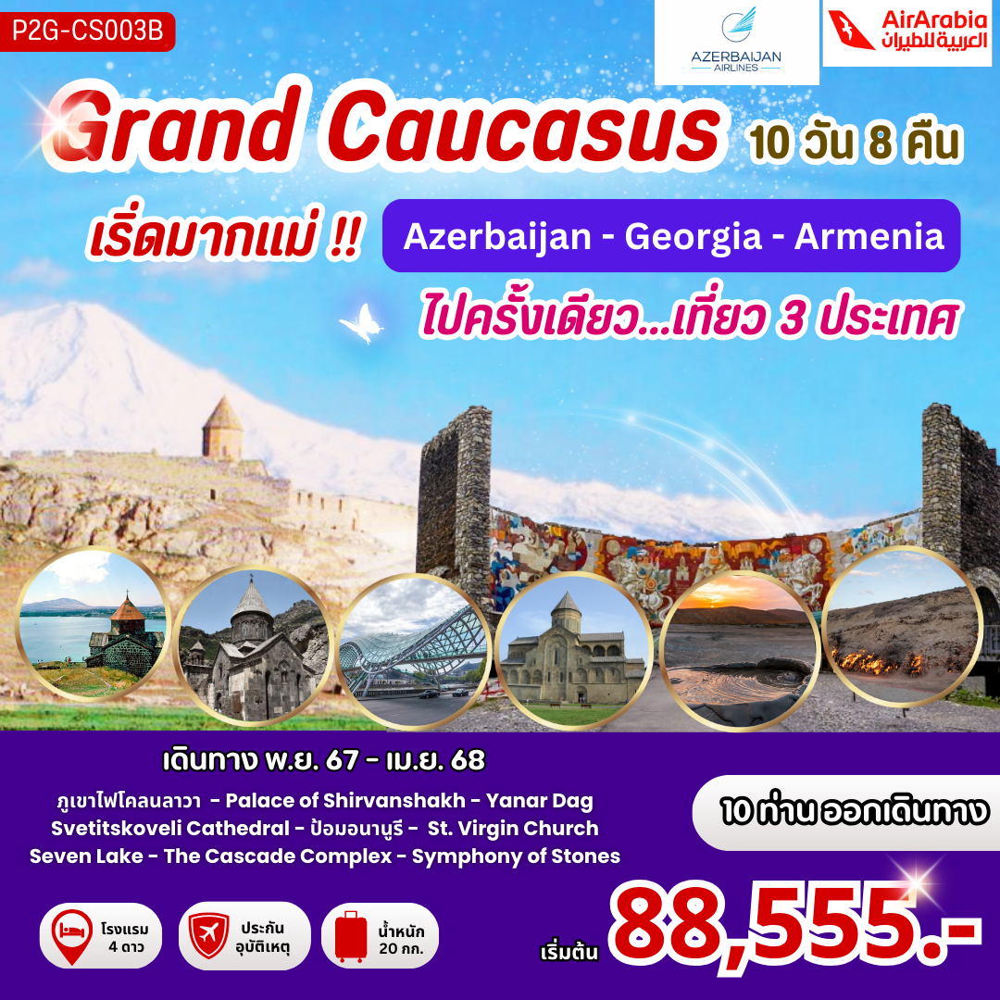 P2G-CS003B
AZERBAIJAN
AIRLINES
AirArabia
العربية للطيران
Grand Caucasus 10 วัน 8 คืน
เริ่ดมากแม่ !! Azerbaijan - Georgia - Armenia
ไปครั้งเดียว...เที่ยว 3 ประเทศ
เดินทาง พ.ย. 67 - เม.ย. 68
ภูเขาไฟโคลนลาวา - Palace of Shirvanshakh - Yanar Dag
Svetitskoveli Cathedral - ป้อมอนานูรี - St. Virgin Church
Seven Lake - The Cascade Complex - Symphony of Stones
10 ท่าน ออกเดินทาง
โรงแรม
4 ดาว
ประกัน
อุบัติเหตุ
น้ำหนัก
20 กก.
เริ่มต้น 88,555.-